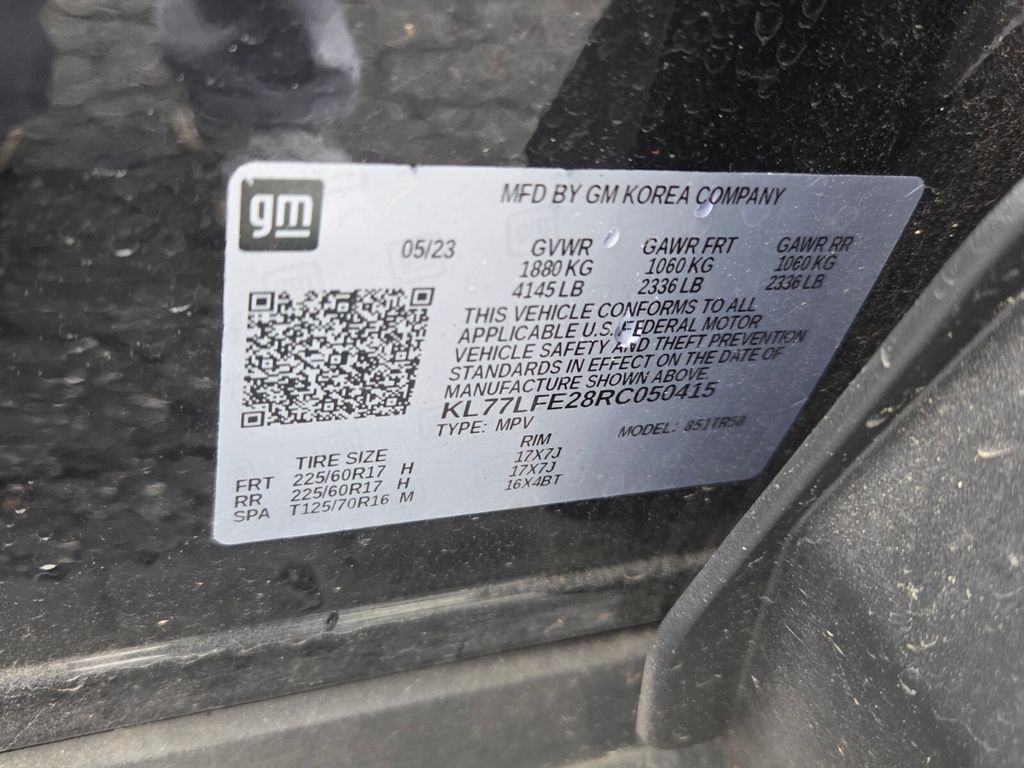 gm
MFD BY GM KOREA COMPANY
05/23 GVWR GAWR FRT GAWR RR
1880 KG 1060 KG 1060 KG
4145 LB 2336 LB 2336 LB
THIS VEHICLE CONFORMS TO ALL
APPLICABLE U.S. FEDERAL MOTOR
VEHICLE SAFETY AND THEFT PREVENTION
STANDARDS IN EFFECT ON THE DATE OF
MANUFACTURE SHOWN ABOVE.
KL77LFE28RC050415
TYPE: MPV MODEL: 851TR58
TIRE SIZE RIM
FRT 225/60R17 H 17X7J
RR 225/60R17 H 17X7J
SPA T125/70R16 M 16X4BT